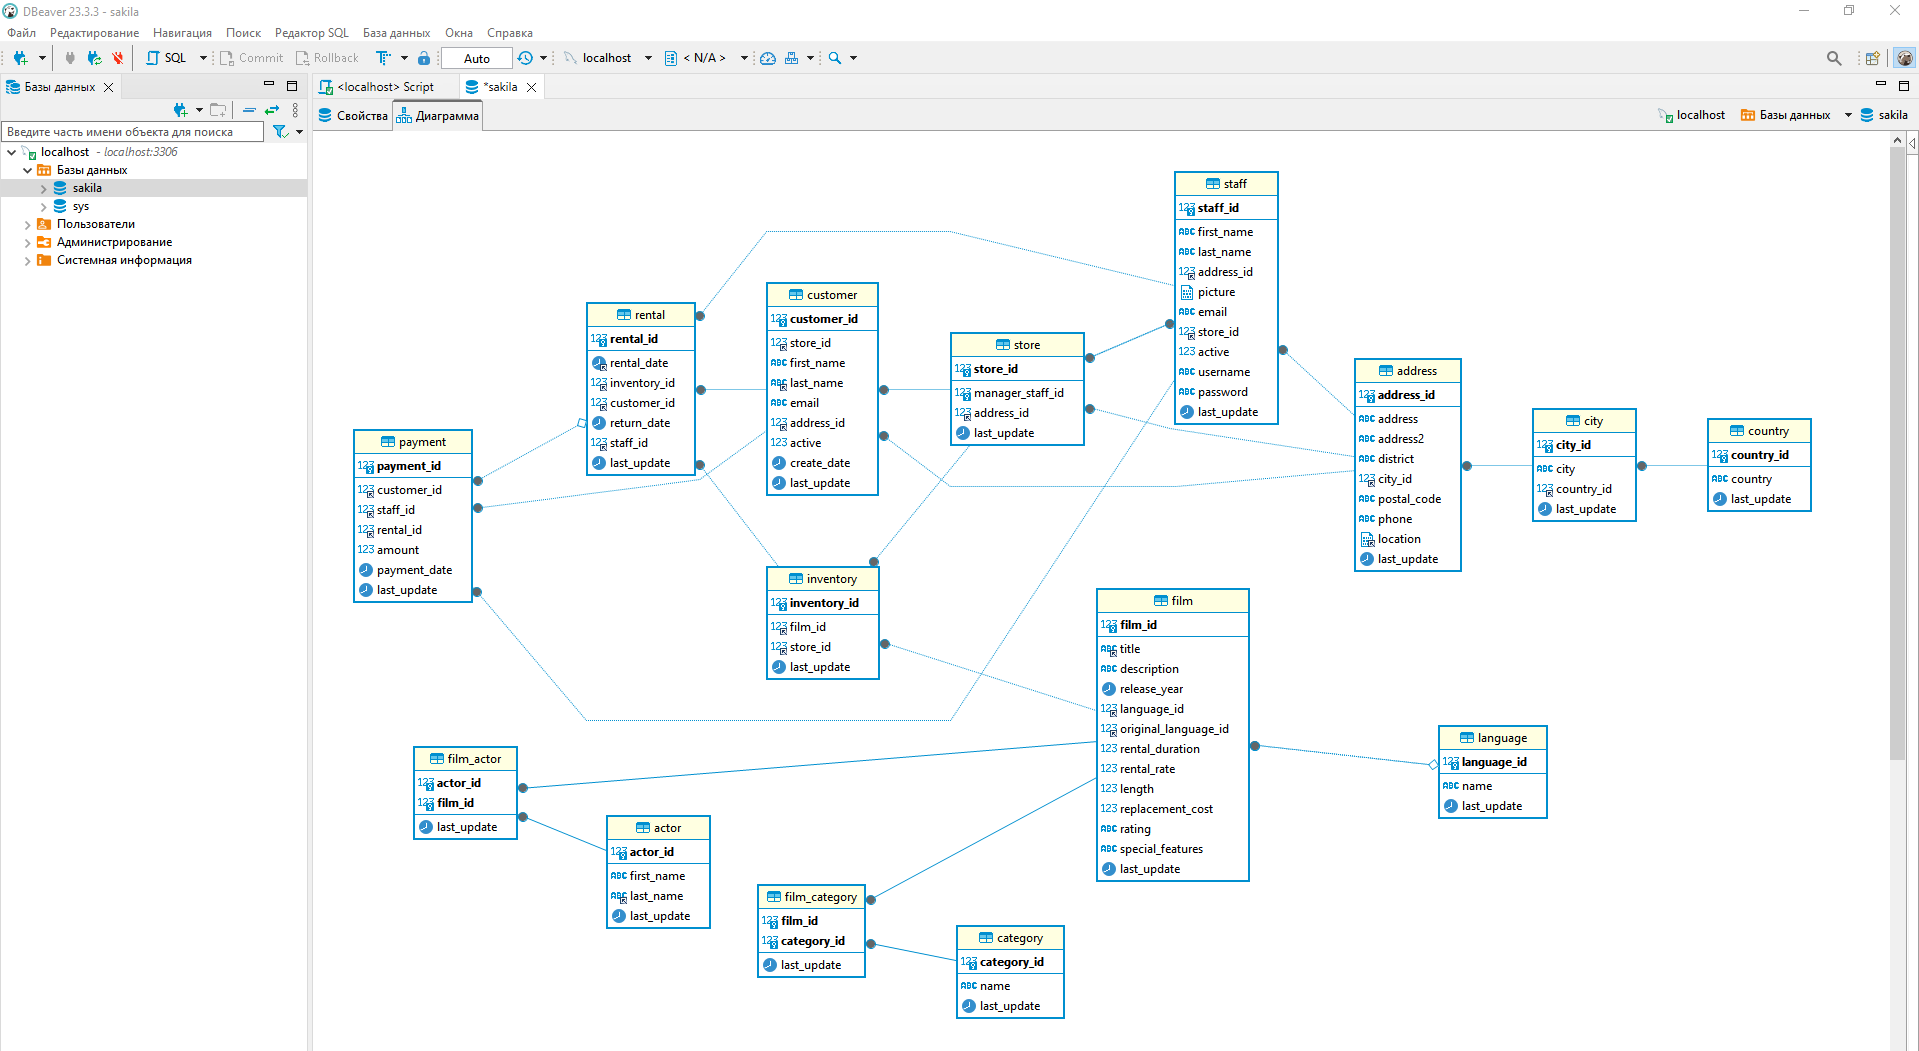 DBeaver 23.3.3 - sakila
Файл Редактирование Навигация Поиск Редактор SQL База данных Окна Справка
SQL Commit Rollback Auto localhost < N/A >
Базы данных
<localhost> Script
*sakila
Свойства
Диаграмма
localhost Базы данных sakila
Введите часть имени объекта для поиска
localhost - localhost:3306
Базы данных
sakila
sys
Пользователи
Администрирование
Системная информация
staff
staff_id
first_name
last_name
address_id
picture
email
store_id
active
username
password
last_update
customer
customer_id
store_id
first_name
last_name
email
address_id
active
create_date
last_update
rental
rental_id
rental_date
inventory_id
customer_id
return_date
staff_id
last_update
store
store_id
manager_staff_id
address_id
last_update
address
address_id
address
address2
district
city_id
postal_code
phone
location
last_update
city
city_id
city
country_id
last_update
country
country_id
country
last_update
payment
payment_id
customer_id
staff_id
rental_id
amount
payment_date
last_update
inventory
inventory_id
film_id
store_id
last_update
film
film_id
title
description
release_year
language_id
original_language_id
rental_duration
rental_rate
length
replacement_cost
rating
special_features
last_update
language
language_id
name
last_update
film_actor
actor_id
film_id
last_update
actor
actor_id
first_name
last_name
last_update
film_category
film_id
category_id
last_update
category
category_id
name
last_update